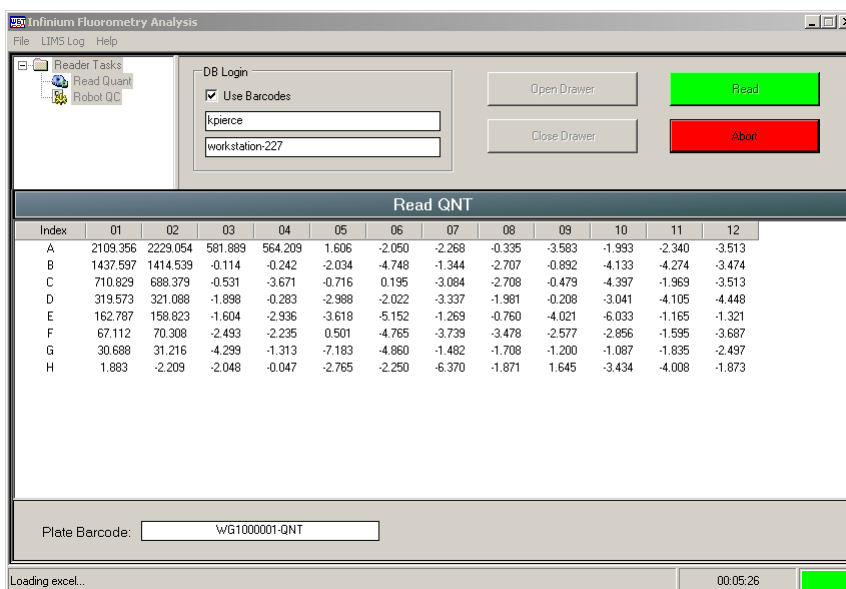 Infinium Fluorometry Analysis
File LIMS Log Help
Reader Tasks
Read Quant
Robot QC
DB Login
Use Barcodes
kpierce
workstation-227
Open Drawer
Read
Close Drawer
Abort
Read QNT
Index 01 02 03 04 05 06 07 08 09 10 11 12
A 2109.356 2229.054 581.889 564.209 1.606 -2.050 -2.268 -0.335 -3.583 -1.993 -2.340 -3.513
B 1437.597 1414.539 -0.114 -0.242 -2.034 -4.748 -1.344 -2.707 -0.892 -4.133 -4.274 -3.474
C 710.829 688.379 -0.531 -3.671 -0.716 0.195 -3.084 -2.708 -0.479 -4.397 -1.969 -3.513
D 319.573 321.088 -1.898 -0.283 -2.988 -2.022 -3.337 -1.981 -0.208 -3.041 -4.105 -4.448
E 162.787 158.823 -1.604 -2.936 -3.618 -5.152 -1.269 -0.760 -4.021 -6.033 -1.165 -1.321
F 67.112 70.308 -2.493 -2.235 0.501 -4.765 -3.739 -3.478 -2.577 -2.856 -1.595 -3.687
G 30.688 31.216 -4.299 -1.313 -7.183 -4.860 -1.482 -1.708 -1.200 -1.087 -1.835 -2.497
H 1.883 -2.209 -2.048 -0.047 -2.765 -2.250 -6.370 -1.871 1.645 -3.434 -4.008 -1.873
Plate Barcode: WG1000001-QNT
Loading excel... 00:05:26